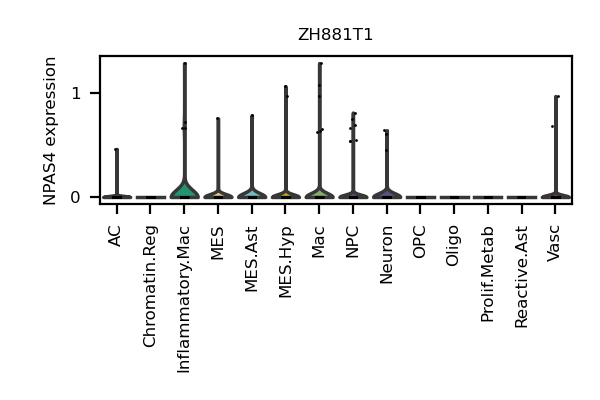 ZH881T1
NPAS4 expression
1
0
AC
Chromatin.Reg
Inflammatory.Mac
MES
MES.Ast
MES.Hyp
Mac
NPC
Neuron
OPC
Oligo
Prolif.Metab
Reactive.Ast
Vasc